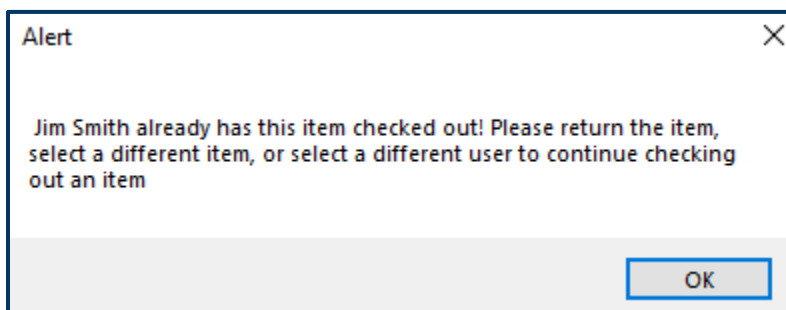 Alert
Jim Smith already has this item checked out! Please return the item,
select a different item, or select a different user to continue checking
out an item
OK